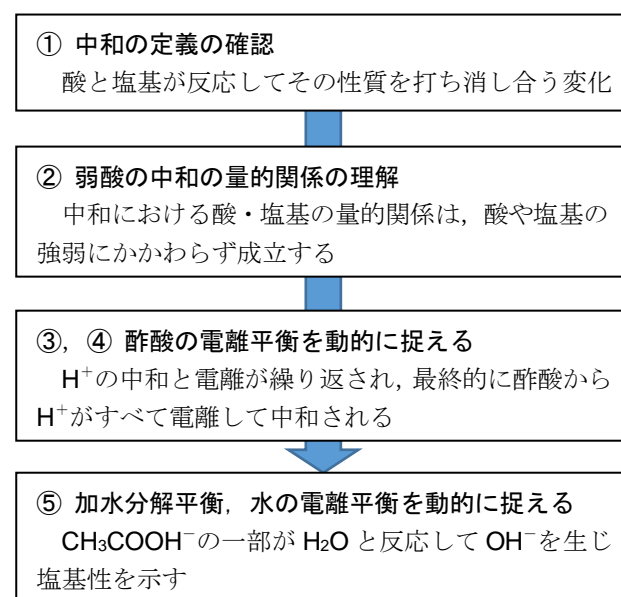 ① 中和の定義の確認
酸と塩基が反応してその性質を打ち消し合う変化
② 弱酸の中和の量的関係の理解
中和における酸・塩基の量的関係は，酸や塩基の
強弱にかかわらず成立する
③，④ 酢酸の電離平衡を動的に捉える
H⁺の中和と電離が繰り返され，最終的に酢酸から
H⁺がすべて電離して中和される
⑤ 加水分解平衡，水の電離平衡を動的に捉える
CH₃COOH⁻の一部が H₂O と反応して OH⁻を生じ
塩基性を示す